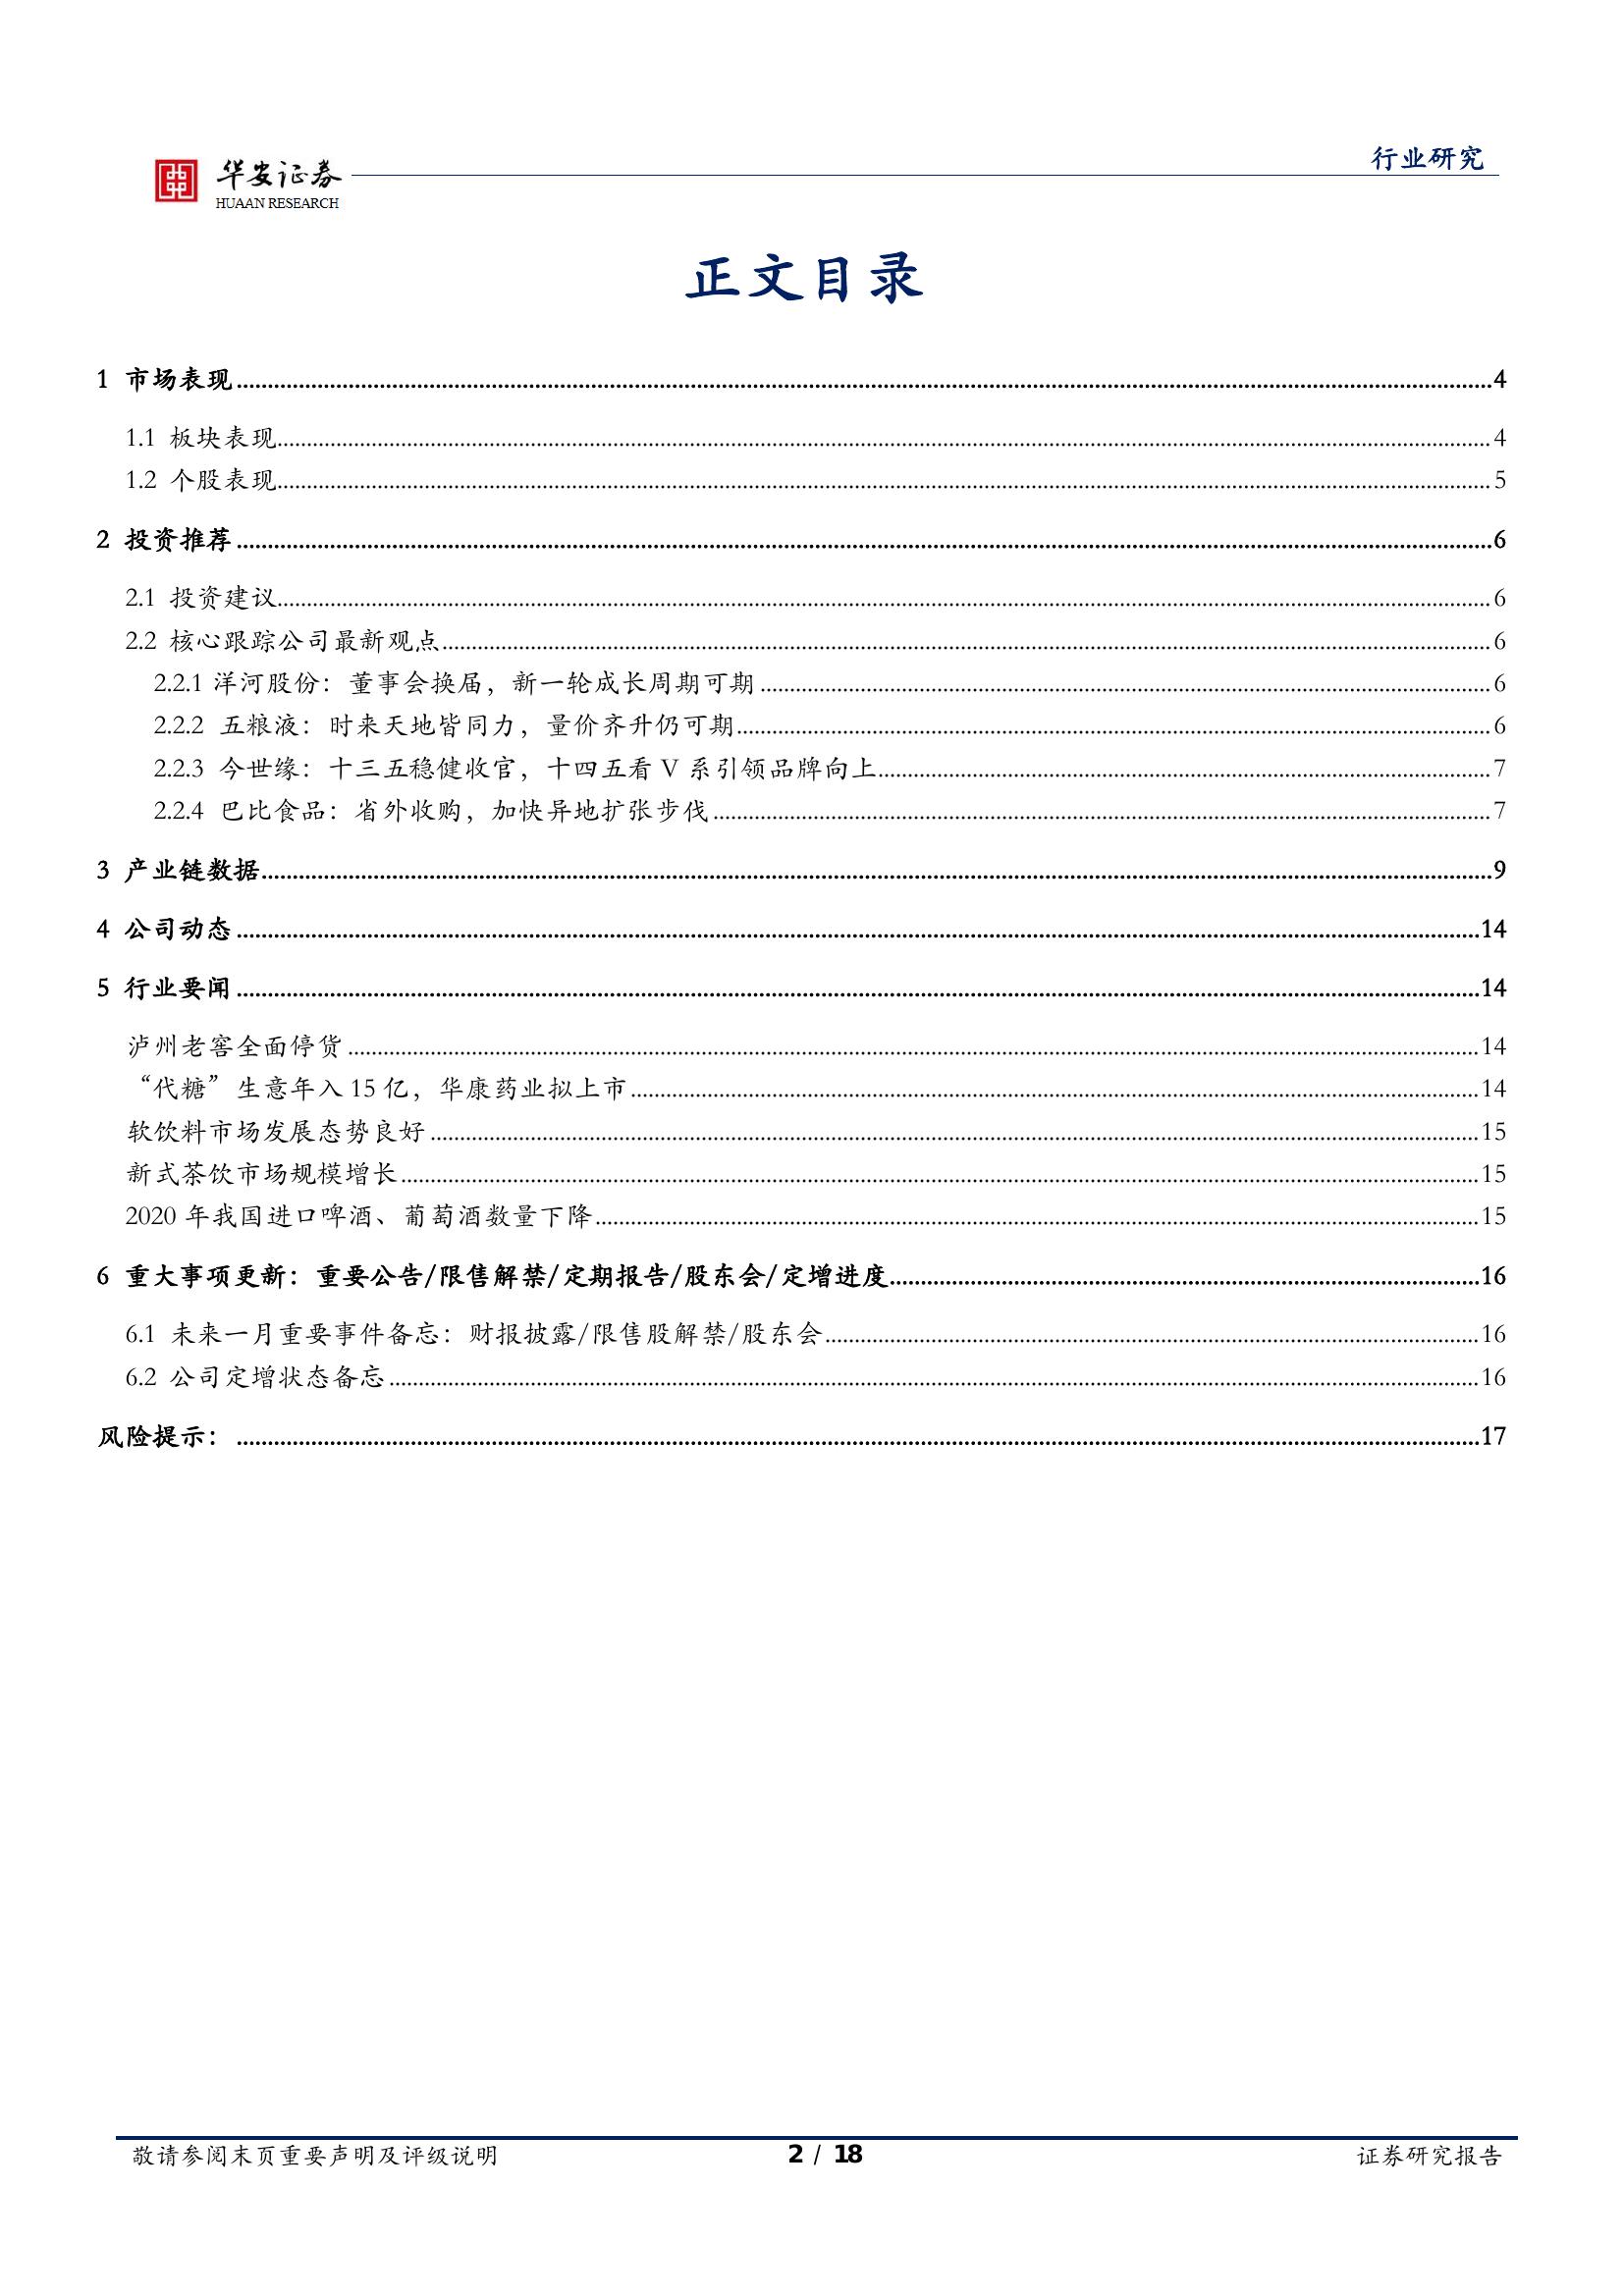 行业研究
华安证券
HUAAN RESEARCH
正文目录
1 市场表现....................4
1.1 板块表现....................4
1.2 个股表现....................5
2 投资推荐....................6
2.1 投资建议....................6
2.2 核心跟踪公司最新观点....................6
2.2.1 洋河股份：董事会换届，新一轮成长周期可期....................6
2.2.2 五粮液：时来天地皆同力，量价齐升仍可期....................6
2.2.3 今世缘：十三五稳健收官，十四五看 V 系引领品牌向上....................7
2.2.4 巴比食品：省外收购，加快异地扩张步伐....................7
3 产业链数据....................9
4 公司动态....................14
5 行业要闻....................14
泸州老窖全面停货....................14
“代糖”生意年入 15 亿，华康药业拟上市....................14
软饮料市场发展态势良好....................15
新式茶饮市场规模增长....................15
2020 年我国进口啤酒、葡萄酒数量下降....................15
6 重大事项更新：重要公告/限售解禁/定期报告/股东会/定增进度....................16
6.1 未来一月重要事件备忘：财报披露/限售股解禁/股东会....................16
6.2 公司定增状态备忘....................16
风险提示：....................17
敬请参阅末页重要声明及评级说明 2 / 18 证券研究报告